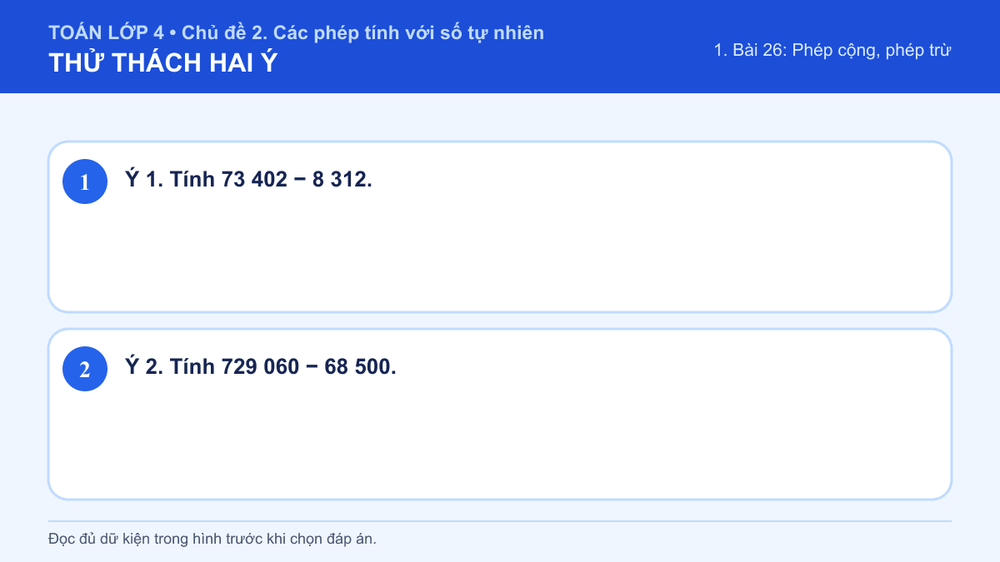 TOÁN LỚP 4 • Chủ đề 2. Các phép tính với số tự nhiên
THỬ THÁCH HAI Ý
1. Bài 26: Phép cộng, phép trừ
1
Ý 1. Tính 73 402 − 8 312.
2
Ý 2. Tính 729 060 − 68 500.
Đọc đủ dữ kiện trong hình trước khi chọn đáp án.